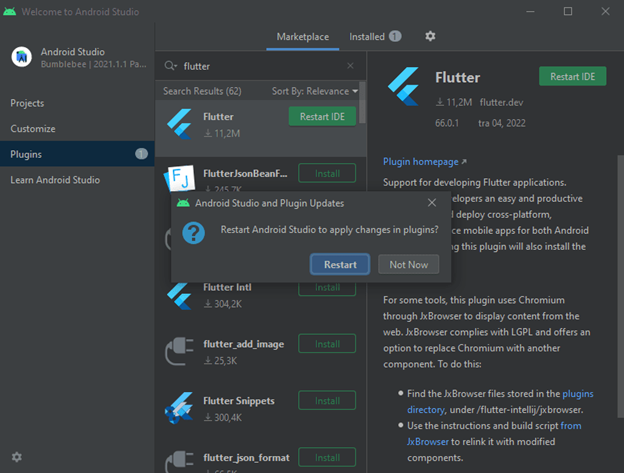 Welcome to Android Studio
Android Studio
Bumblebee | 2021.1.1 Pa...
Projects
Customize
Plugins
Learn Android Studio
Marketplace
Installed 1
flutter
Search Results (62)
Sort By: Relevance
Flutter
11,2M
Restart IDE
FJ
FlutterJsonBeanF...
245,7K
Install
Flutter Intl
304,2K
Install
flutter_add_image
25,3K
Install
Flutter Snippets
300,4K
Install
flutter_json_format
Install
Flutter
Restart IDE
11,2M flutter.dev
66.0.1 tra 04, 2022
Plugin homepage ↗
Support for developing Flutter applications.
elopers an easy and productive
d deploy cross-platform,
ce mobile apps for both Android
ng this plugin will also install the
For some tools, this plugin uses Chromium
through JxBrowser to display content from the
web. JxBrowser complies with LGPL and offers an
option to replace Chromium with another
component. To do this:
• Find the JxBrowser files stored in the plugins
directory, under /flutter-intellij/jxbrowser.
• Use the instructions and build script from
JxBrowser to relink it with modified
components.
Android Studio and Plugin Updates
Restart Android Studio to apply changes in plugins?
Restart
Not Now